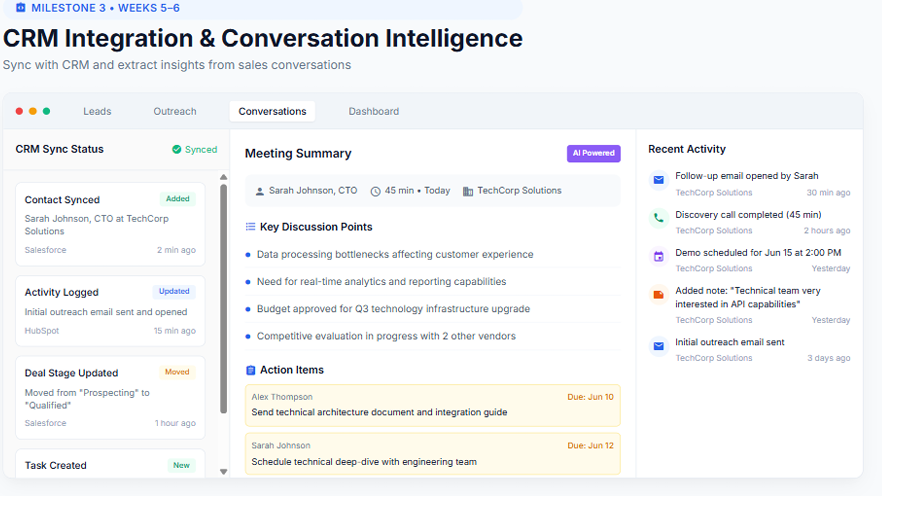 MILESTONE 3 • WEEKS 5–6
CRM Integration & Conversation Intelligence
Sync with CRM and extract insights from sales conversations
Leads
Outreach
Conversations
Dashboard
CRM Sync Status
Synced
Contact Synced
Added
Sarah Johnson, CTO at TechCorp
Solutions
Salesforce
2 min ago
Activity Logged
Updated
Initial outreach email sent and opened
HubSpot
15 min ago
Deal Stage Updated
Moved
Moved from "Prospecting" to
"Qualified"
Salesforce
1 hour ago
Task Created
New
Meeting Summary
AI Powered
Sarah Johnson, CTO
45 min • Today
TechCorp Solutions
Key Discussion Points
Data processing bottlenecks affecting customer experience
Need for real-time analytics and reporting capabilities
Budget approved for Q3 technology infrastructure upgrade
Competitive evaluation in progress with 2 other vendors
Action Items
Alex Thompson
Due: Jun 10
Send technical architecture document and integration guide
Sarah Johnson
Due: Jun 12
Schedule technical deep-dive with engineering team
Recent Activity
Follow-up email opened by Sarah
TechCorp Solutions
30 min ago
Discovery call completed (45 min)
TechCorp Solutions
2 hours ago
Demo scheduled for Jun 15 at 2:00 PM
TechCorp Solutions
Yesterday
Added note: "Technical team very
interested in API capabilities"
TechCorp Solutions
Yesterday
Initial outreach email sent
TechCorp Solutions
3 days ago